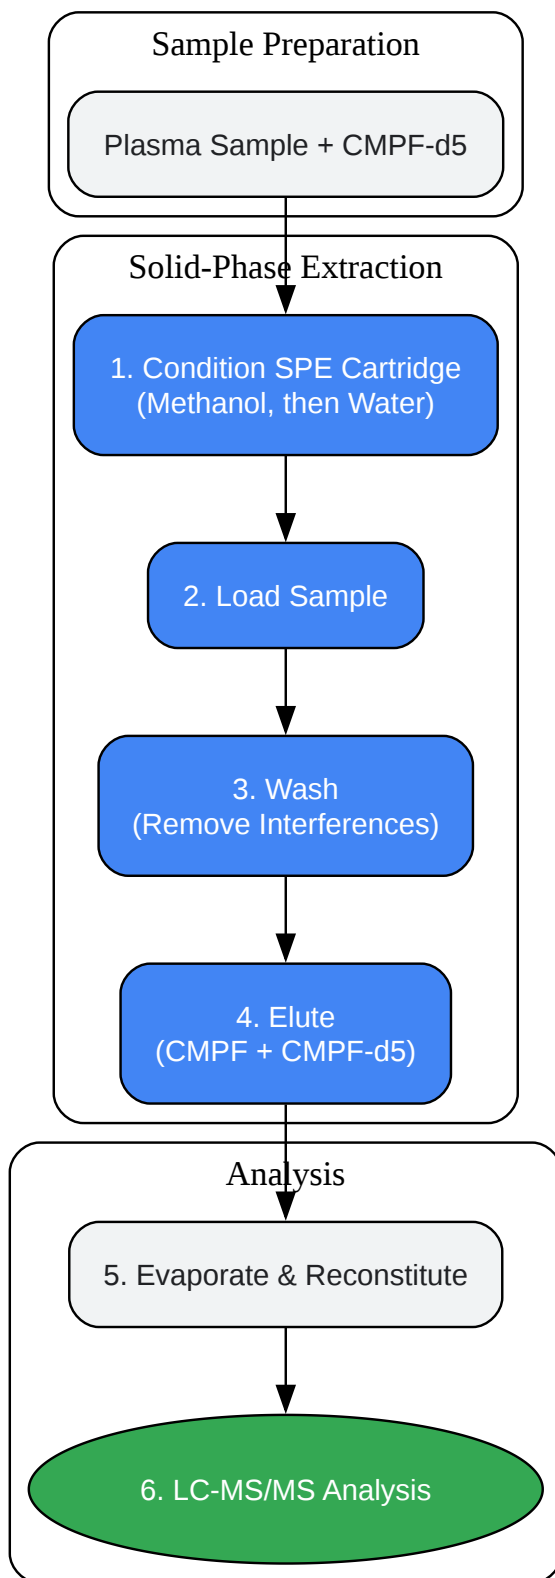 Sample Preparation
Plasma Sample + CMPF-d5
Solid-Phase Extraction
1. Condition SPE Cartridge
(Methanol, then Water)
2. Load Sample
3. Wash
(Remove Interferences)
4. Elute
(CMPF + CMPF-d5)
Analysis
5. Evaporate & Reconstitute
6. LC-MS/MS Analysis